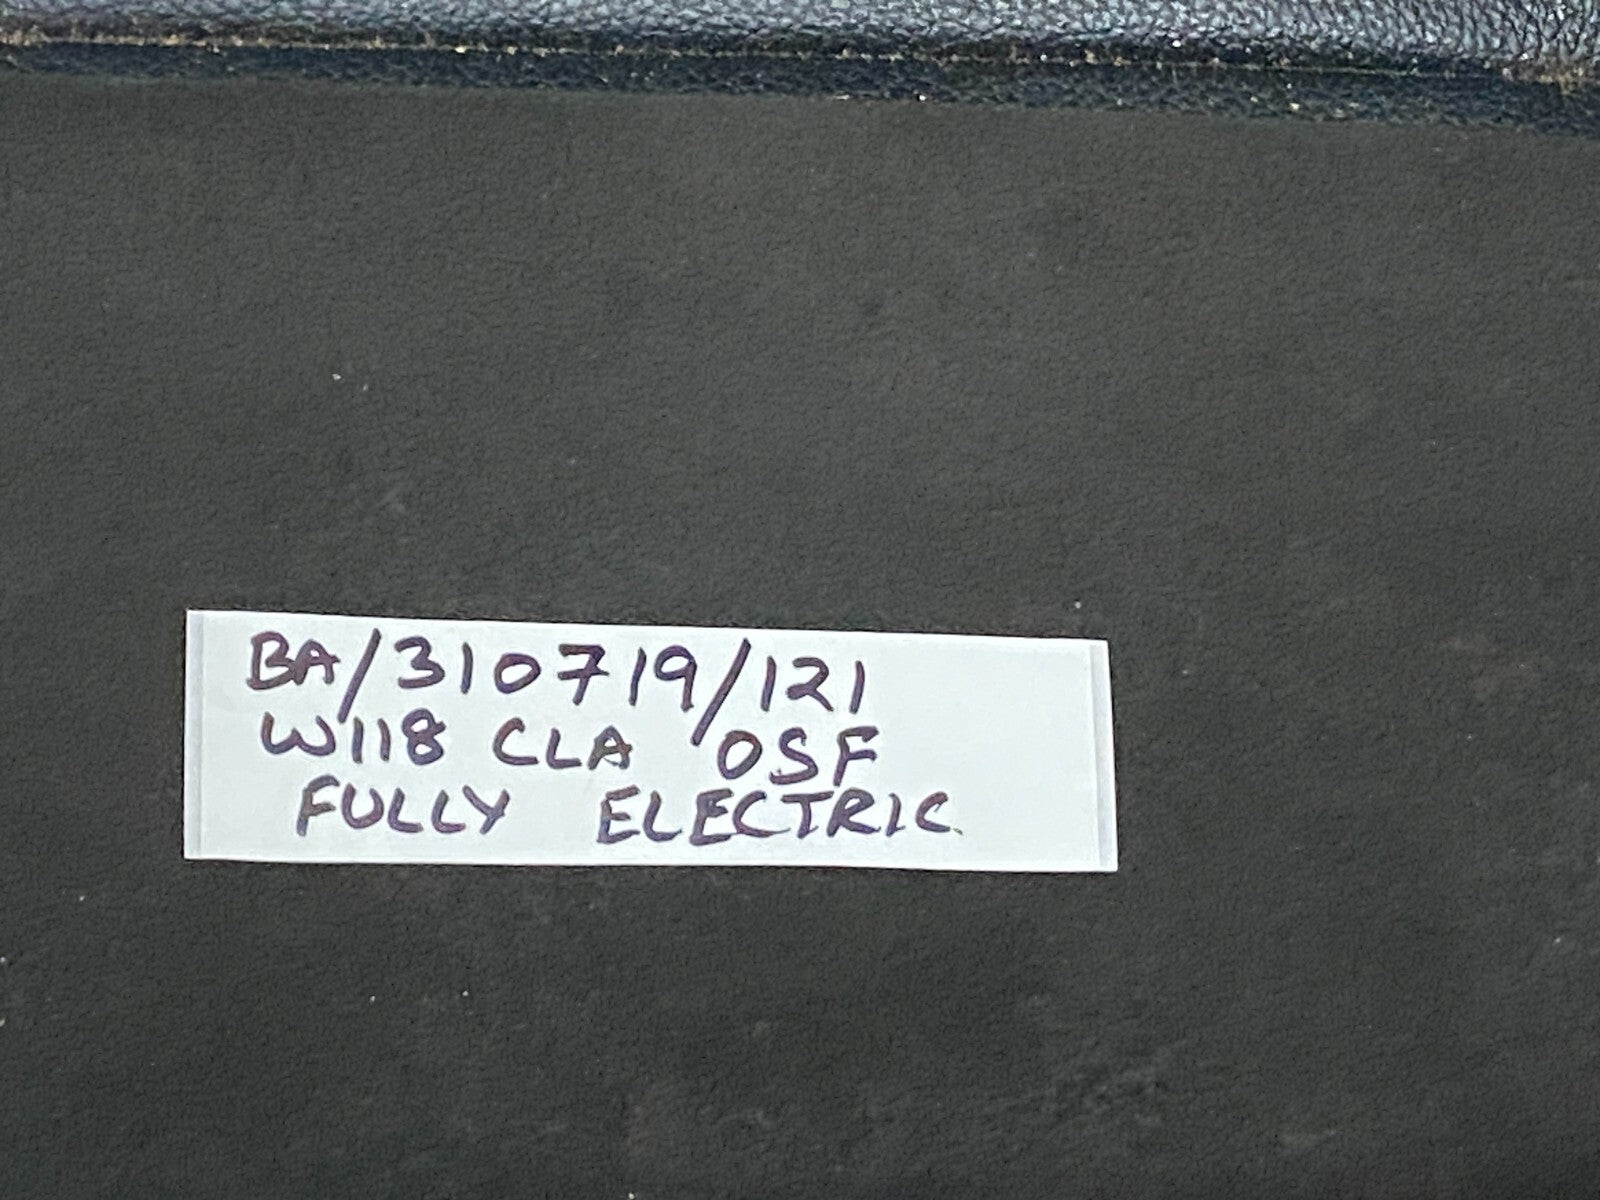 BA/310719/121
W118 CLA OSF
FULLY ELECTRIC.